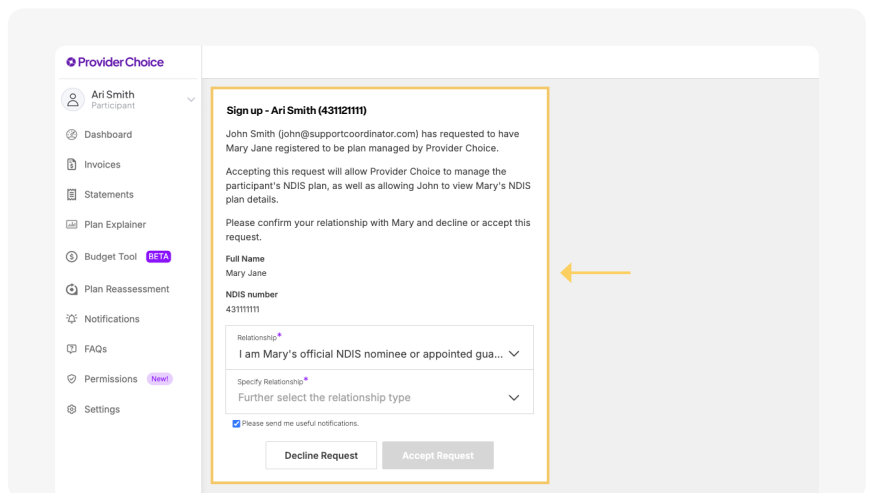 Provider Choice
Ari Smith
Participant
Dashboard
Invoices
Statements
Plan Explainer
Budget Tool BETA
Plan Reassessment
Notifications
FAQs
Permissions New!
Settings
Sign up - Ari Smith (431121111)
John Smith (john@supportcoordinator.com) has requested to have
Mary Jane registered to be plan managed by Provider Choice.
Accepting this request will allow Provider Choice to manage the
participant's NDIS plan, as well as allowing John to view Mary's NDIS
plan details.
Please confirm your relationship with Mary and decline or accept this
request.
Full Name
Mary Jane
NDIS number
431111111
Relationship*
I am Mary's official NDIS nominee or appointed gua...
Specify Relationship*
Further select the relationship type
Please send me useful notifications.
Decline Request
Accept Request